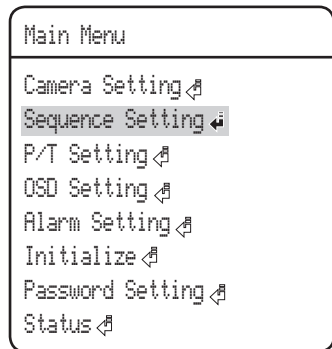 Main Menu
Camera Setting
Sequence Setting
P/T Setting
OSD Setting
Alarm Setting
Initialize
Password Setting
Status